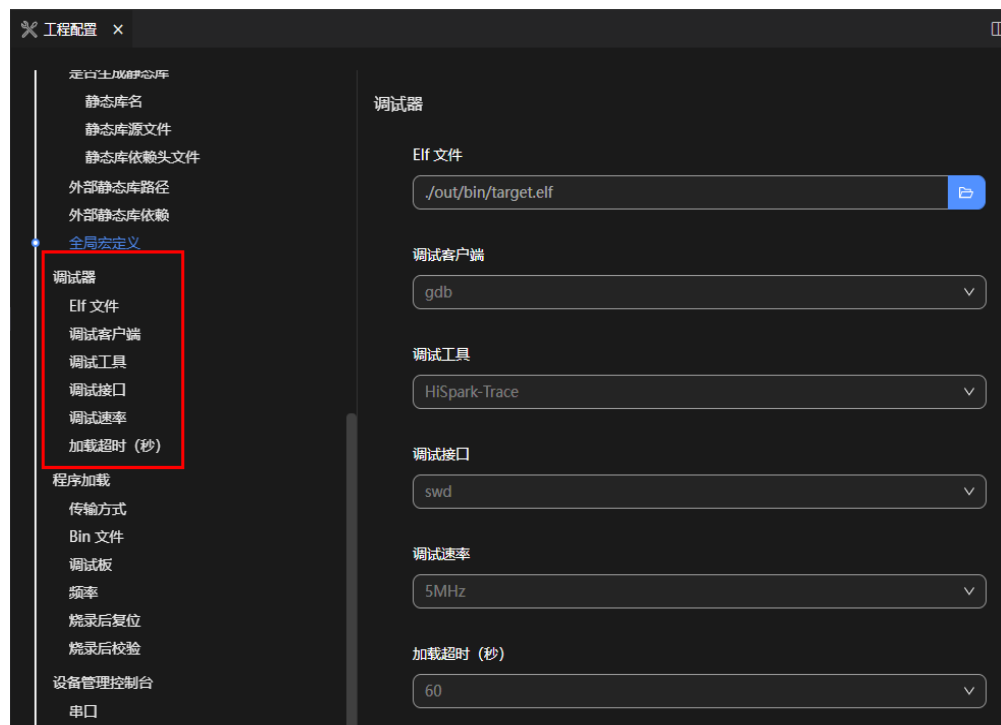 工程配置
是否生成静态库
静态库名
静态库源文件
静态库依赖头文件
外部静态库路径
外部静态库依赖
全局宏定义
调试器
Elf 文件
调试客户端
调试工具
调试接口
调试速率
加载超时（秒）
程序加载
传输方式
Bin 文件
调试板
频率
烧录后复位
烧录后校验
设备管理控制台
串口
调试器
Elf 文件
./out/bin/target.elf
调试客户端
gdb
调试工具
HiSpark-Trace
调试接口
swd
调试速率
5MHz
加载超时（秒）
60